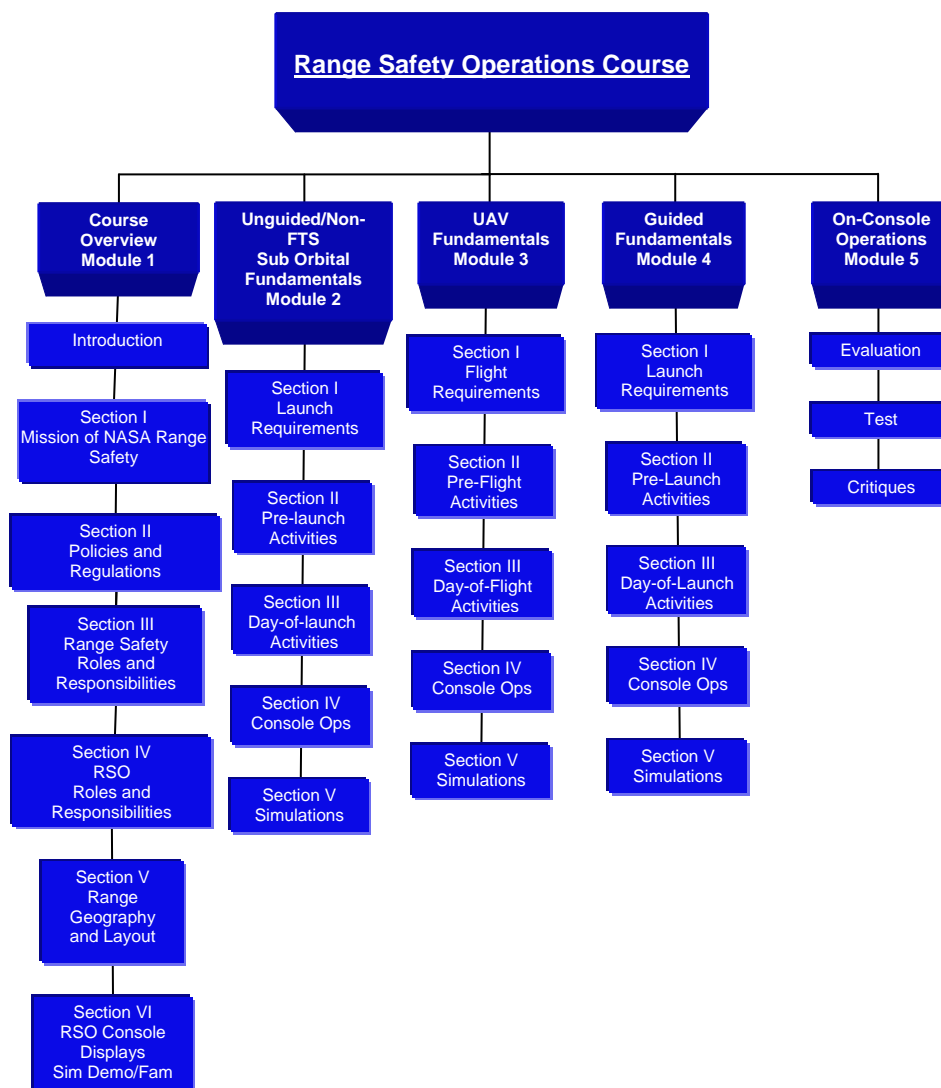 Range Safety Operations Course
Course
Overview
Module 1
Introduction
Section I
Mission of NASA Range
Safety
Section II
Policies and
Regulations
Section III
Range Safety
Roles and
Responsibilities
Section IV
RSO
Roles and
Responsibilities
Section V
Range
Geography
and Layout
Section VI
RSO Console
Displays
Sim Demo/Fam
Unguided/Non-
FTS
Sub Orbital
Fundamentals
Module 2
Section I
Launch
Requirements
Section II
Pre-launch
Activities
Section III
Day-of-launch
Activities
Section IV
Console Ops
Section V
Simulations
UAV
Fundamentals
Module 3
Section I
Flight
Requirements
Section II
Pre-Flight
Activities
Section III
Day-of-Flight
Activities
Section IV
Console Ops
Section V
Simulations
Guided
Fundamentals
Module 4
Section I
Launch
Requirements
Section II
Pre-Launch
Activities
Section III
Day-of-Launch
Activities
Section IV
Console Ops
Section V
Simulations
On-Console
Operations
Module 5
Evaluation
Test
Critiques